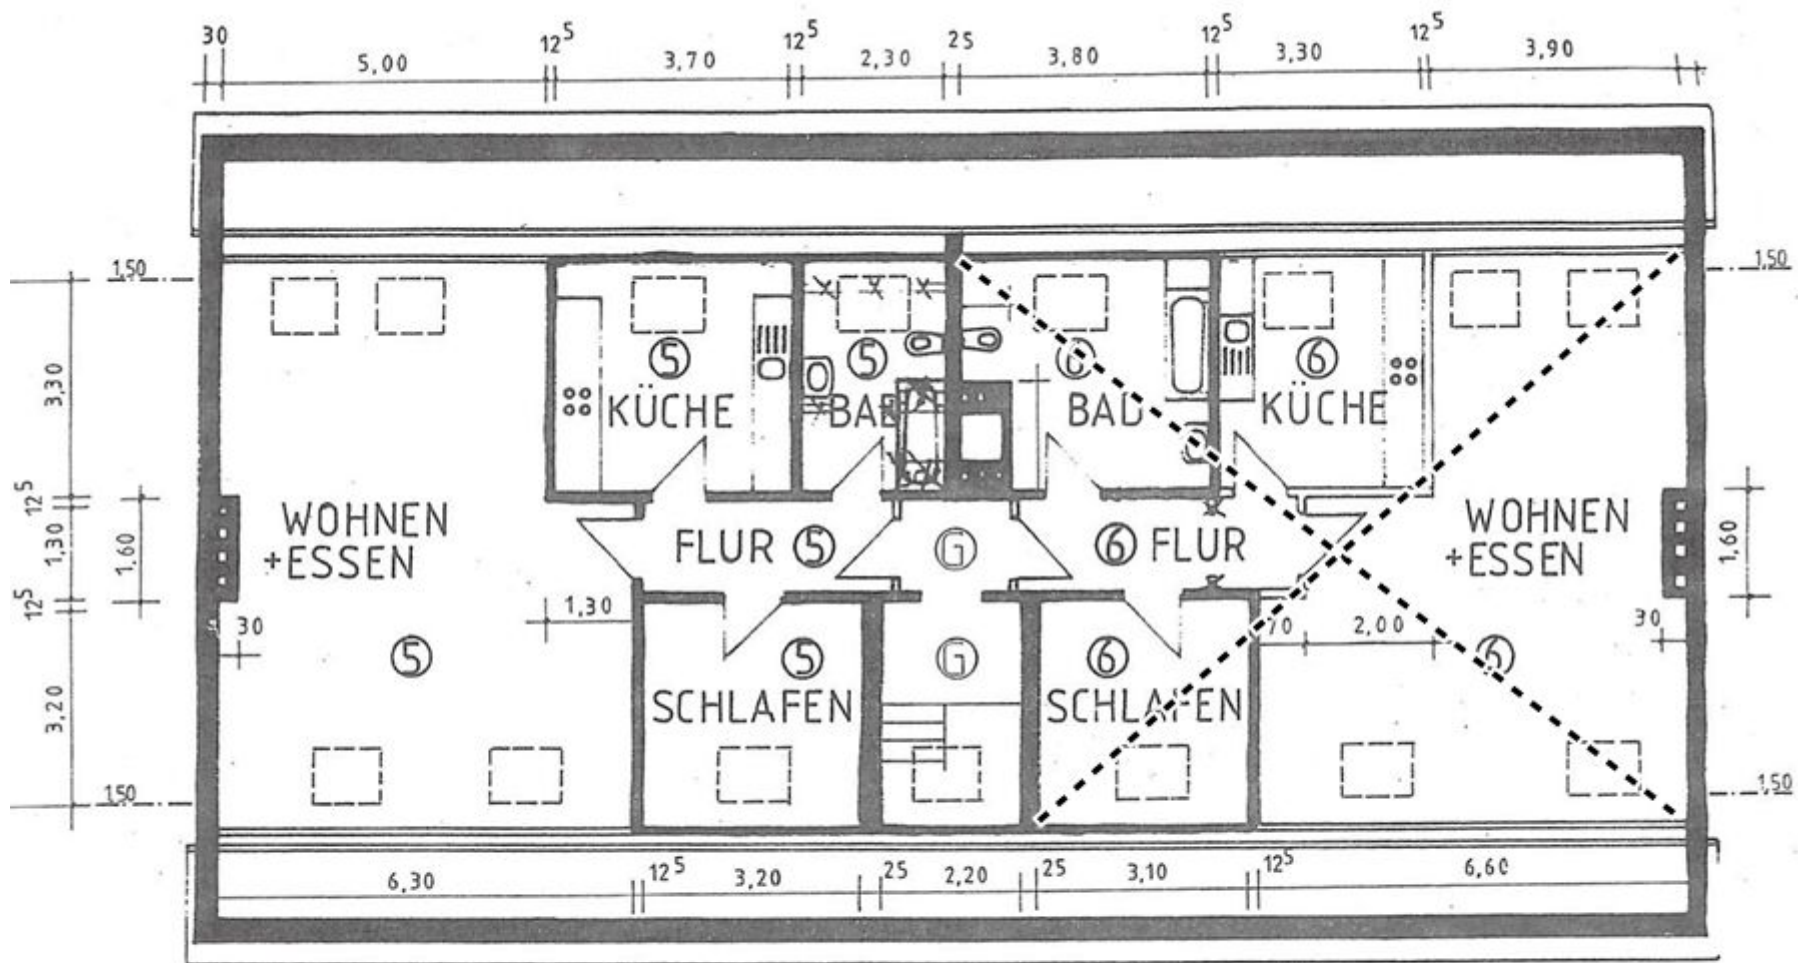 30 5,00 12⁵ 3,70 12⁵ 2,30 25 3,80 12⁵ 3,30 12⁵ 3,90
1,50 1,50
3,30
⑤ ⑤ ⑥ ⑥
KÜCHE BAD BAD KÜCHE
12⁵
WOHNEN
+ESSEN
1,30 1,60
FLUR ⑤ G ⑥ FLUR
WOHNEN
+ESSEN
1,60
12⁵
30 1,30 70 2,00 30
⑤ ⑤ G ⑥ ⑥
3,20
SCHLAFEN SCHLAFEN
1,50 1,50
6,30 12⁵ 3,20 25 2,20 25 3,10 12⁵ 6,60